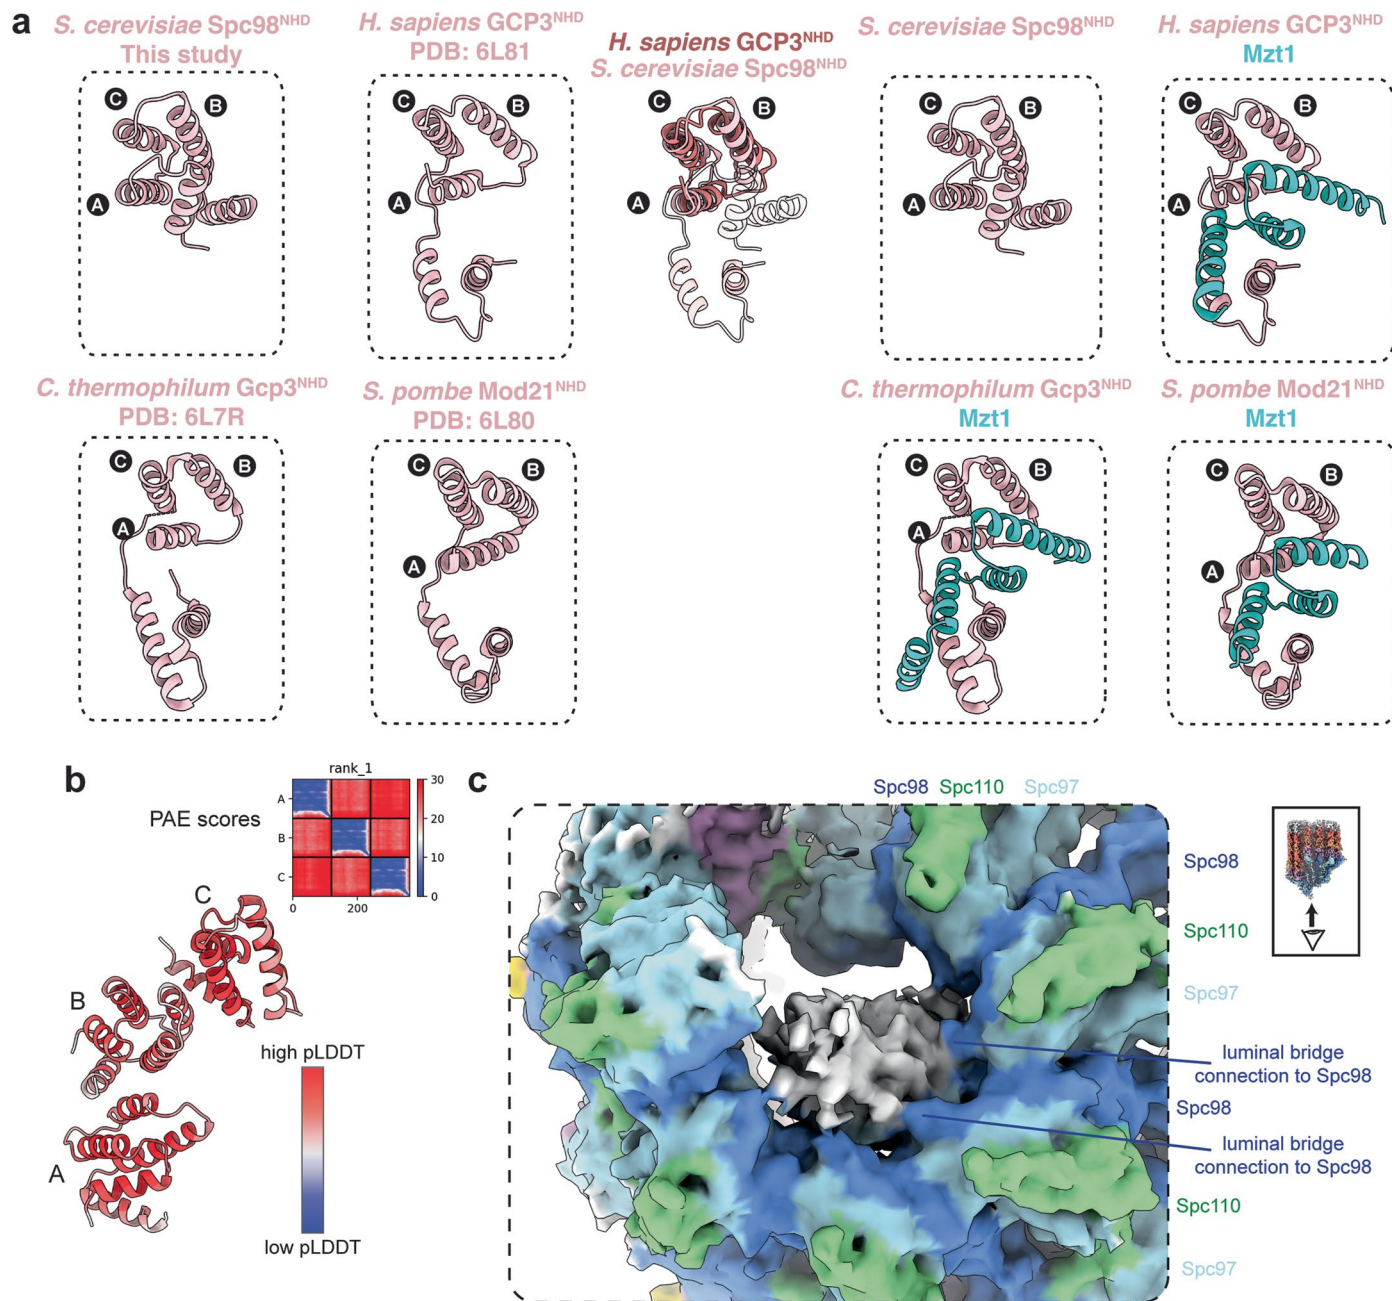 a
S. cerevisiae Spc98NHD
This study
H. sapiens GCP3NHD
PDB: 6L81
H. sapiens GCP3NHD
S. cerevisiae Spc98NHD
S. cerevisiae Spc98NHD
H. sapiens GCP3NHD
Mzt1
C B
A
C B
A
C B
A
C B
A
C B
A
C. thermophilum Gcp3NHD
PDB: 6L7R
S. pombe Mod21NHD
PDB: 6L80
C. thermophilum Gcp3NHD
Mzt1
S. pombe Mod21NHD
Mzt1
C B
A
C B
A
C B
A
C B
A
b
PAE scores
rank_1
A
B
C
0 200
30
20
10
0
C
B
A
high pLDDT
low pLDDT
c
Spc98 Spc110 Spc97
Spc98
Spc110
Spc97
luminal bridge
connection to Spc98
Spc98
luminal bridge
connection to Spc98
Spc110
Spc97